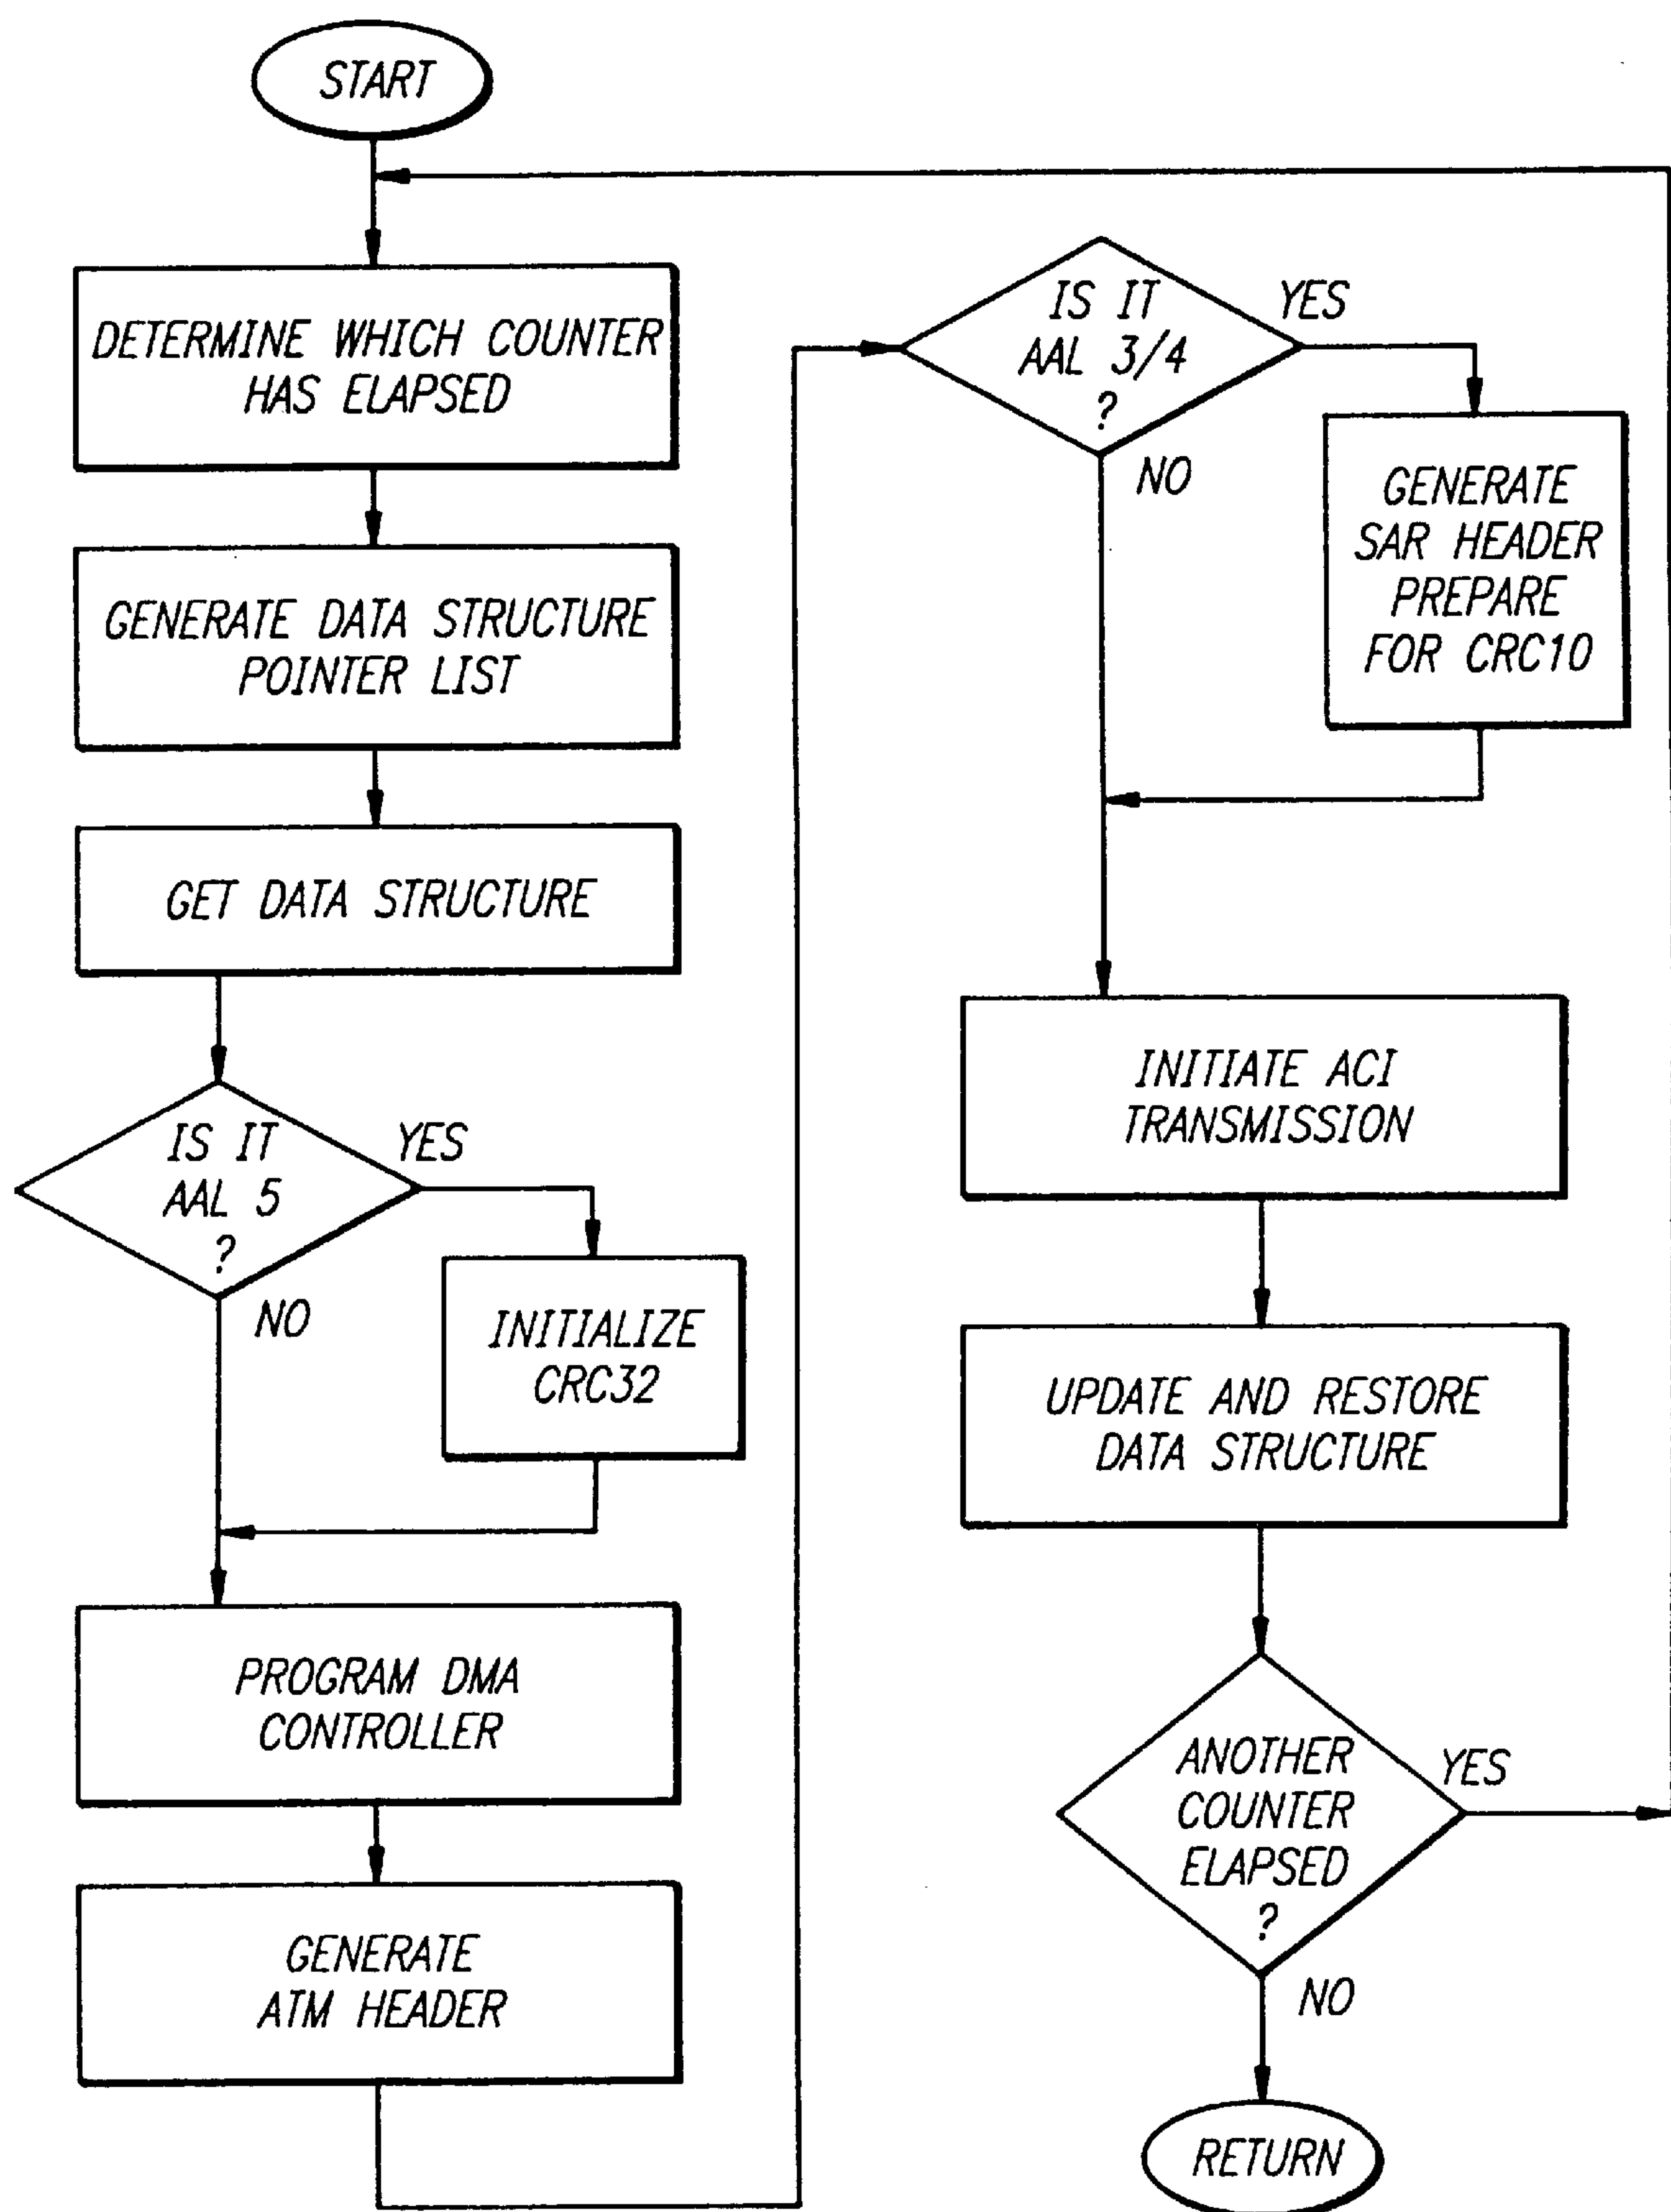 START
DETERMINE WHICH COUNTER
HAS ELAPSED
GENERATE DATA STRUCTURE
POINTER LIST
GET DATA STRUCTURE
IS IT
AAL 5
?
YES
NO
INITIALIZE
CRC32
PROGRAM DMA
CONTROLLER
GENERATE
ATM HEADER
IS IT
AAL 3/4
?
YES
NO
GENERATE
SAR HEADER
PREPARE
FOR CRC10
INITIATE ACI
TRANSMISSION
UPDATE AND RESTORE
DATA STRUCTURE
ANOTHER
COUNTER
ELAPSED
?
YES
NO
RETURN